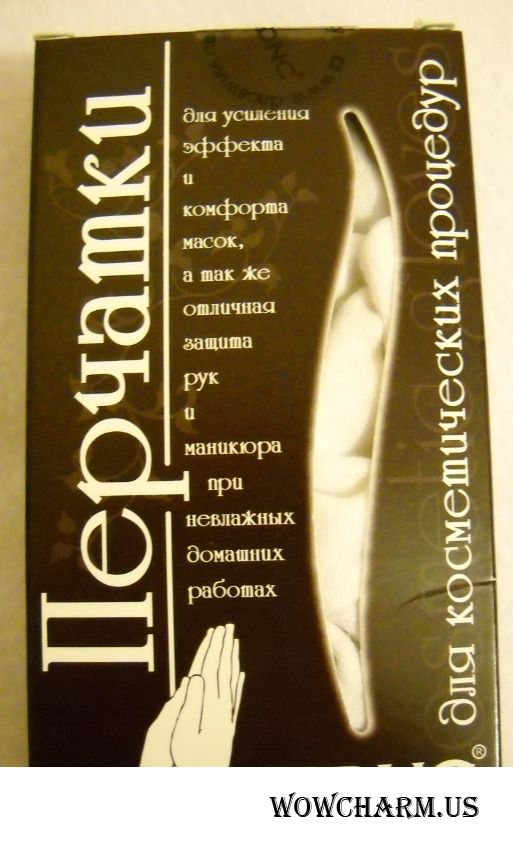 Перчатки
для усиления
эффекта
и
комфорта
масок,
а так же
отличная
защита
рук
и
маникюра
при
невлажных
домашних
работах
для косметических процедур
DNC
®
WOWCHARM.US